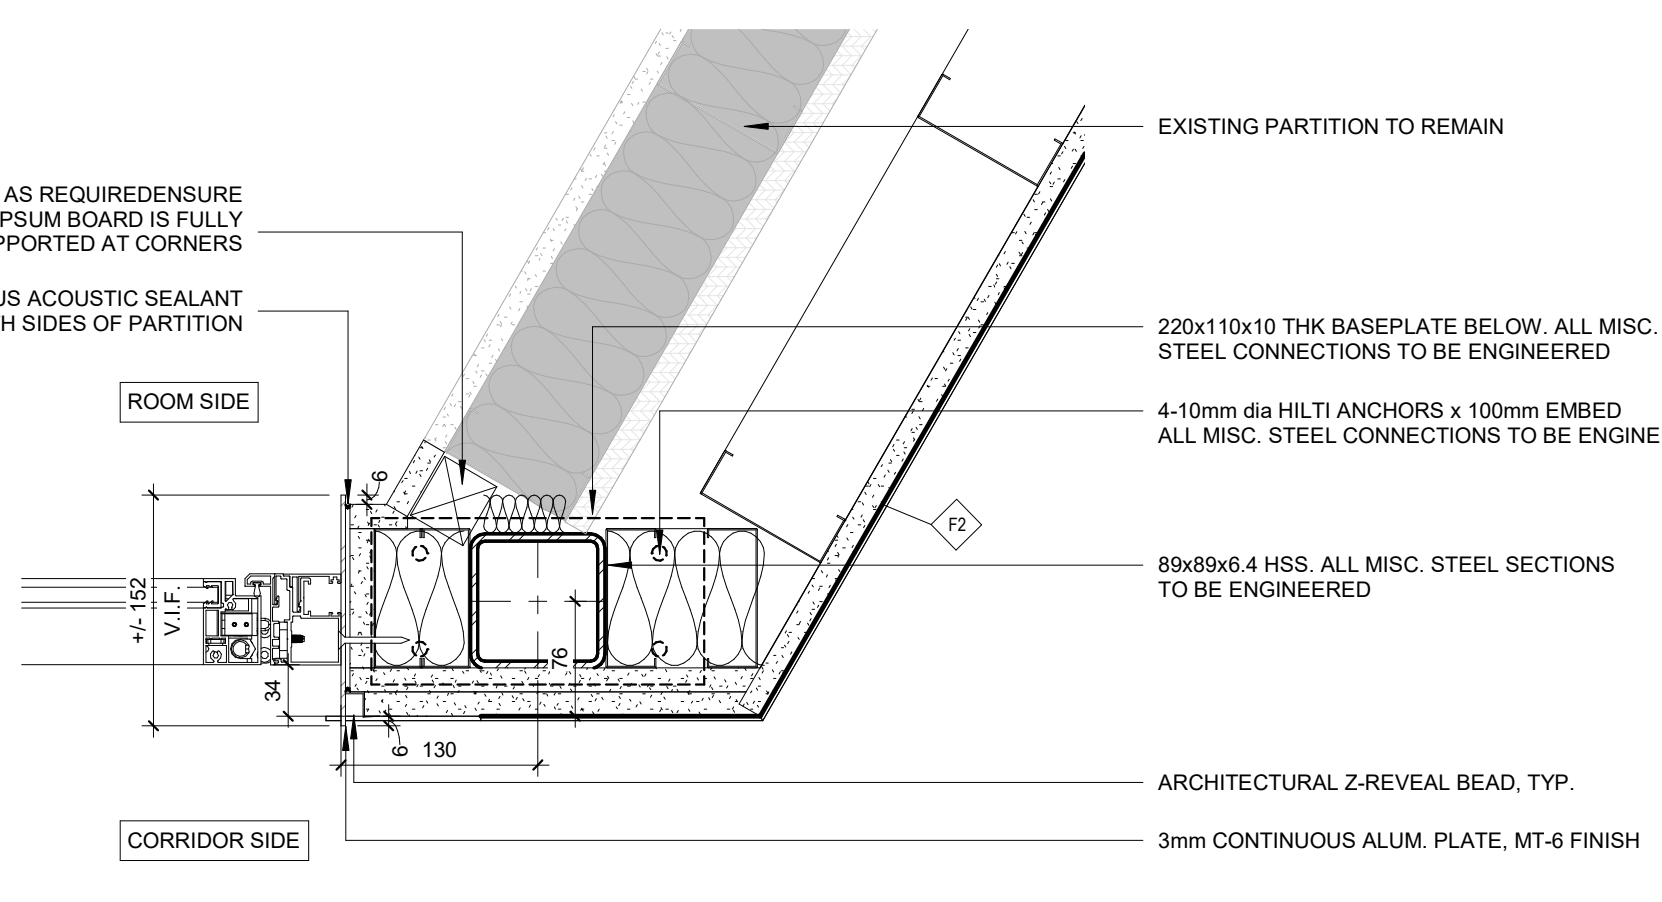 EXISTING PARTITION TO REMAIN
AS REQUIREDENSURE
PSUM BOARD IS FULLY
PPORTED AT CORNERS
US ACOUSTIC SEALANT
TH SIDES OF PARTITION
220x110x10 THK BASEPLATE BELOW. ALL MISC.
STEEL CONNECTIONS TO BE ENGINEERED
ROOM SIDE
4-10mm dia HILTI ANCHORS x 100mm EMBED
ALL MISC. STEEL CONNECTIONS TO BE ENGINE
6
F2
89x89x6.4 HSS. ALL MISC. STEEL SECTIONS
TO BE ENGINEERED
+/- 152
V.I.F.
76
34
6
130
ARCHITECTURAL Z-REVEAL BEAD, TYP.
CORRIDOR SIDE
3mm CONTINUOUS ALUM. PLATE, MT-6 FINISH